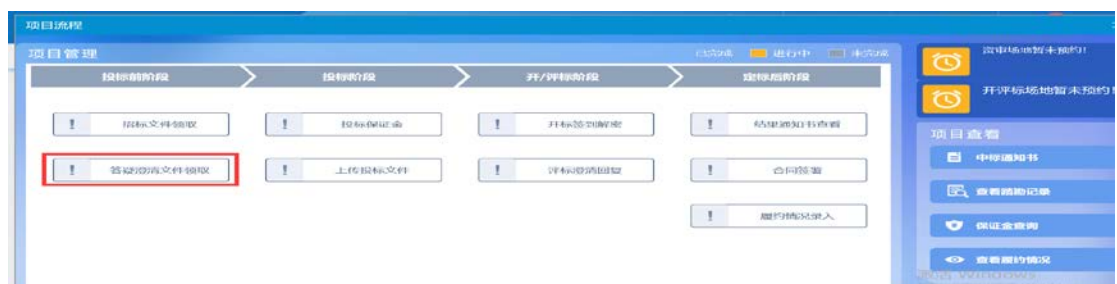 项目流程
项目管理
已完成 进行中 未完成
投标前阶段 投标阶段 开/评标阶段 定标后阶段
招标文件领取 投标保证金 开标签到解密 结果通知书查看
答疑澄清文件领取 上传投标文件 评标澄清回复 合同签署
履约情况录入
资审场地暂未预约!
开评标场地暂未预约!
项目查看
中标通知书
查看踏勘记录
保证金查询
查看履约情况
激活 Windows